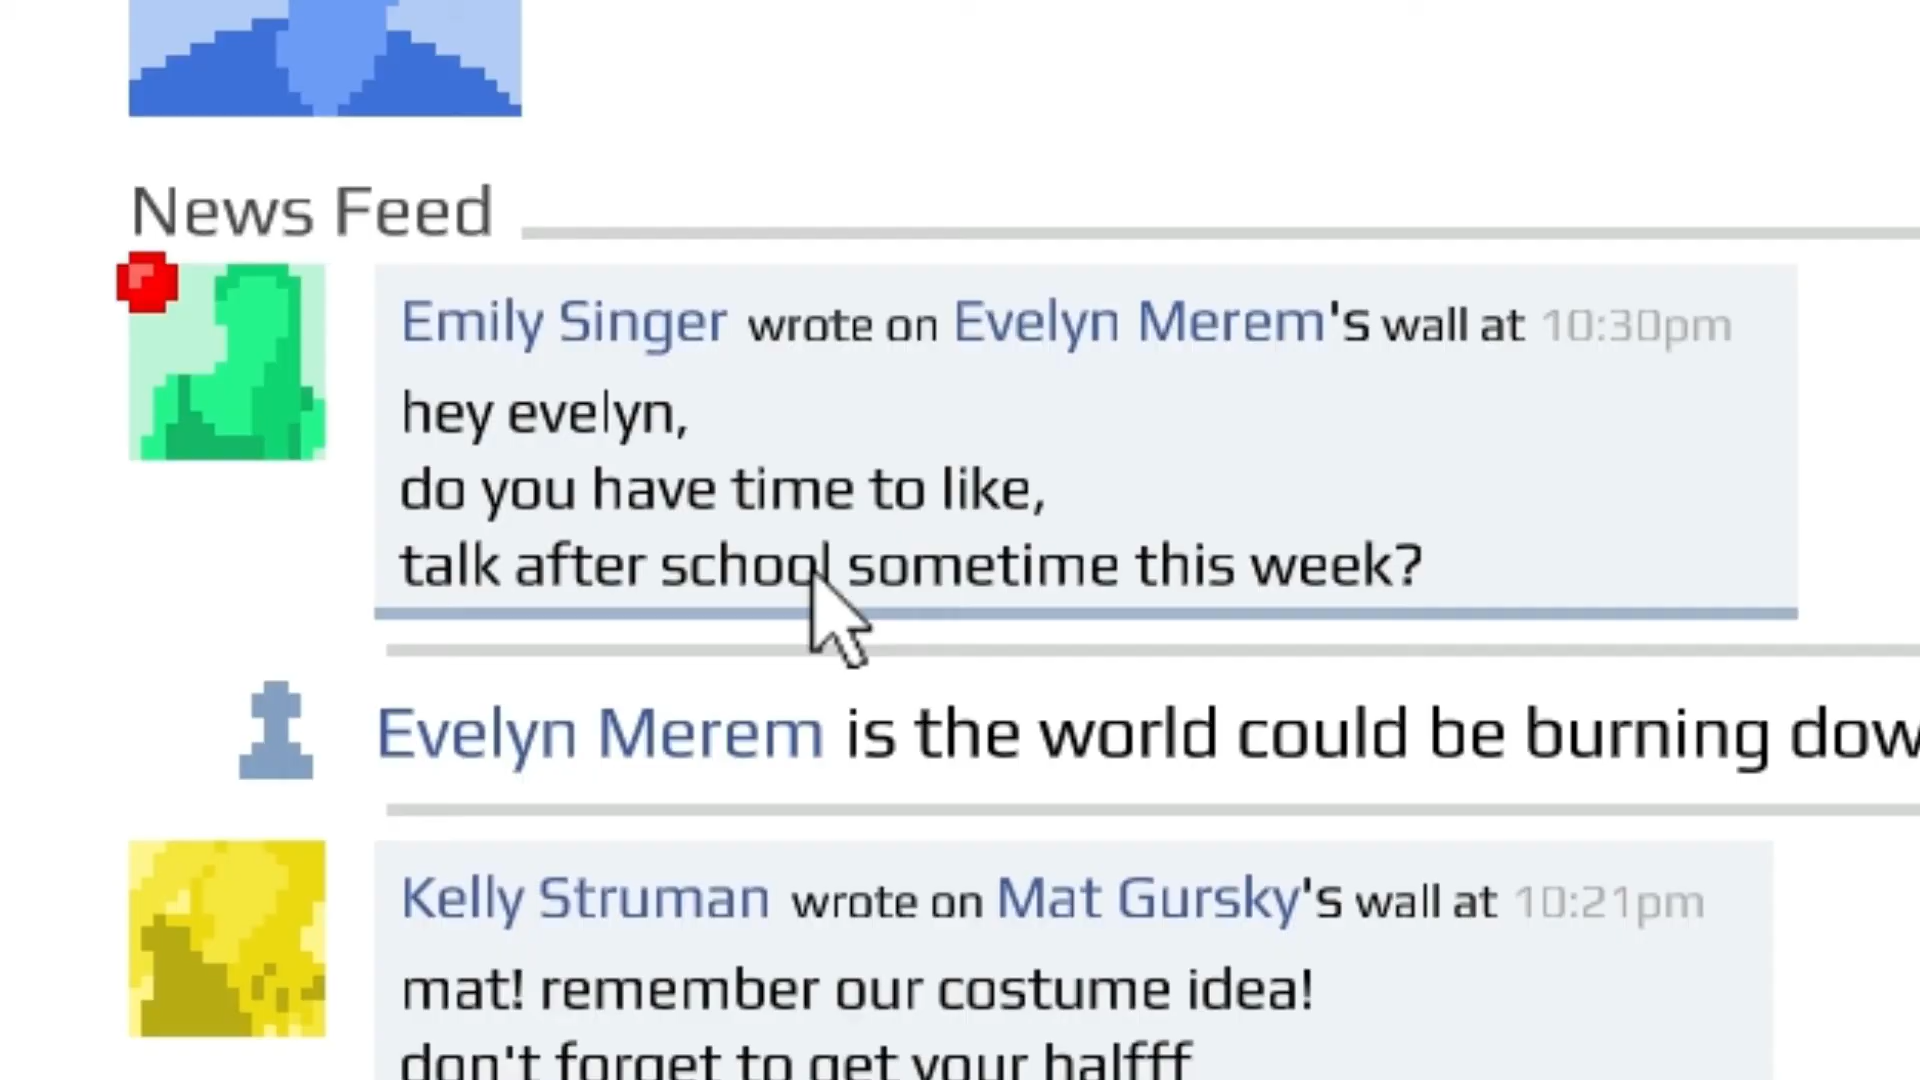 News Feed
Emily Singer wrote on Evelyn Merem's wall at 10:30pm
hey evelyn,
do you have time to like,
talk after school sometime this week?
Evelyn Merem is the world could be burning dow
Kelly Struman wrote on Mat Gursky's wall at 10:21pm
mat! remember our costume idea!
don't forget to get your halfff